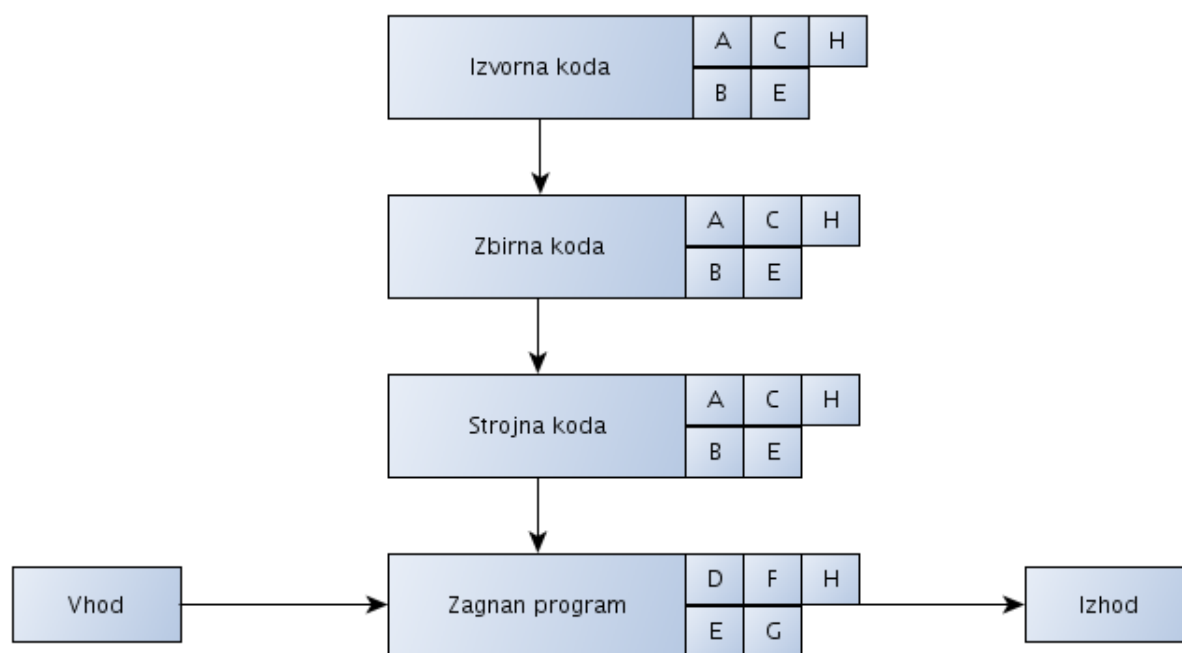 Izvorna koda A C H
B E
Zbirna koda A C H
B E
Strojna koda A C H
B E
Vhod Zagnan program D F H Izhod
E G